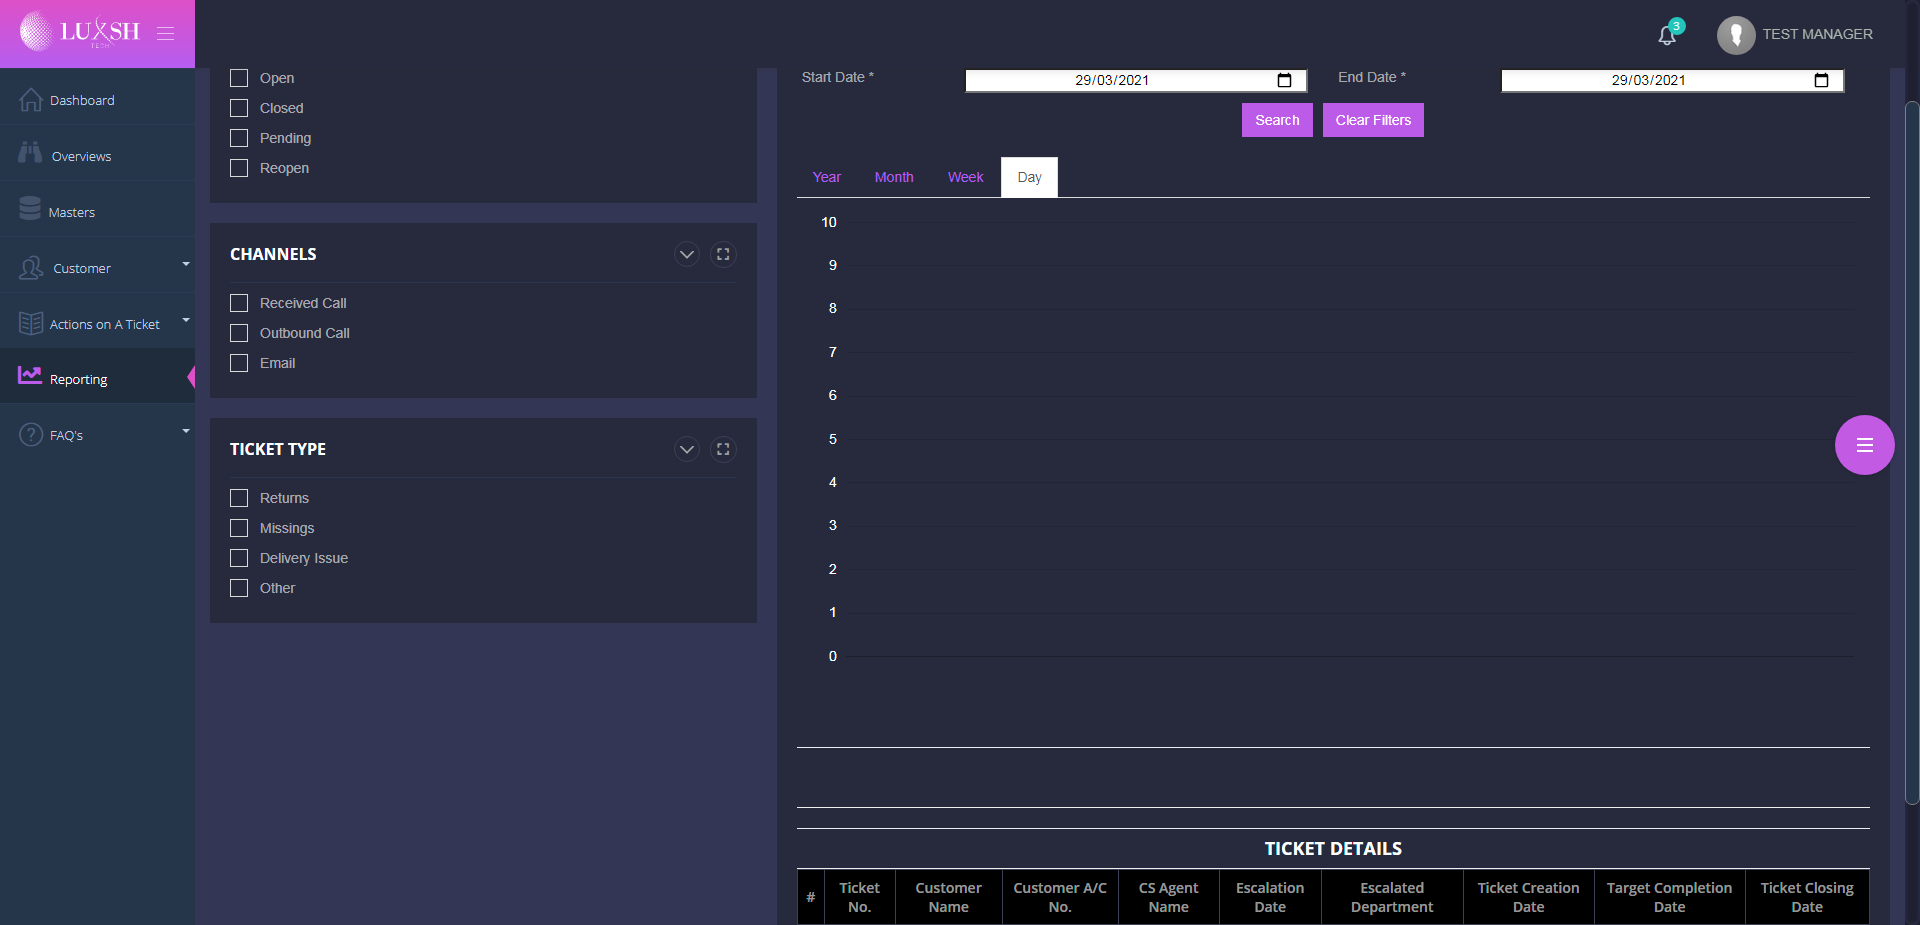 LUXSH
TECH
3
TEST MANAGER
Dashboard
Overviews
Masters
Customer
Actions on A Ticket
Reporting
FAQ's
Open
Closed
Pending
Reopen
CHANNELS
Received Call
Outbound Call
Email
TICKET TYPE
Returns
Missings
Delivery Issue
Other
Start Date * 29/03/2021 End Date * 29/03/2021
Search Clear Filters
Year Month Week Day
10
9
8
7
6
5
4
3
2
1
0
TICKET DETAILS
# Ticket No. Customer Name Customer A/C No. CS Agent Name Escalation Date Escalated Department Ticket Creation Date Target Completion Date Ticket Closing Date